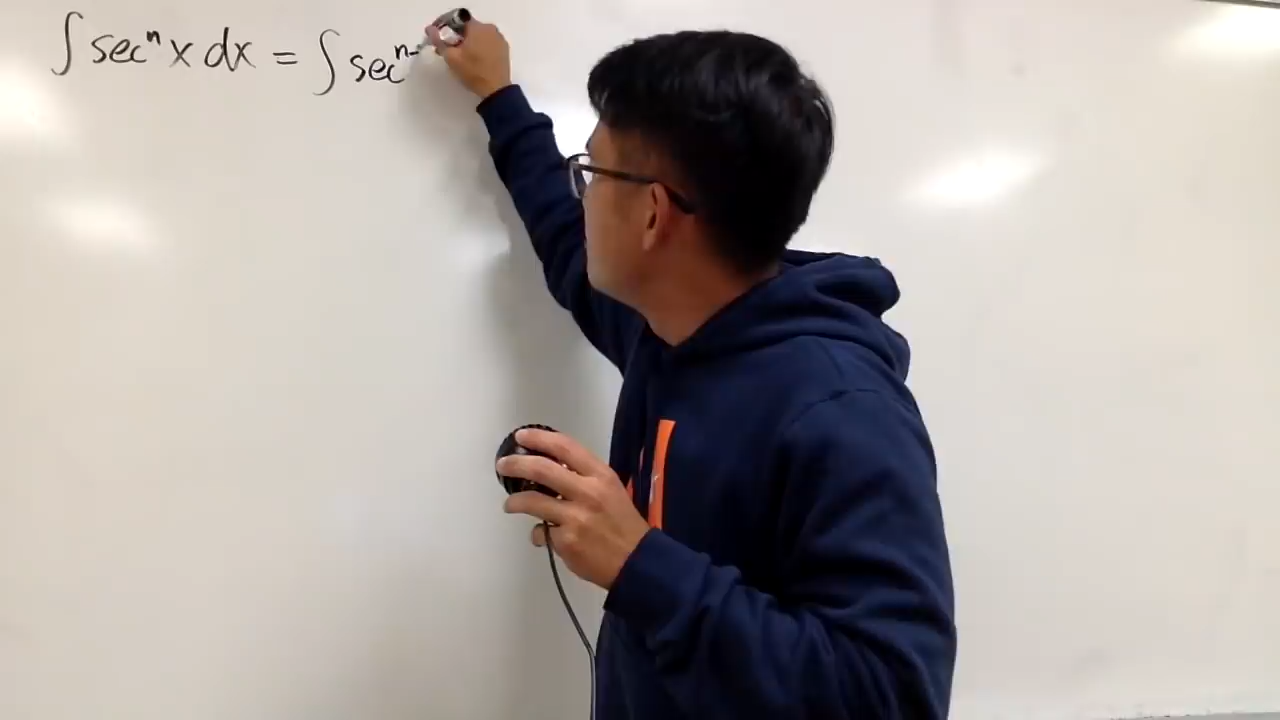 ∫ secⁿ x dx = ∫ secⁿ⁻